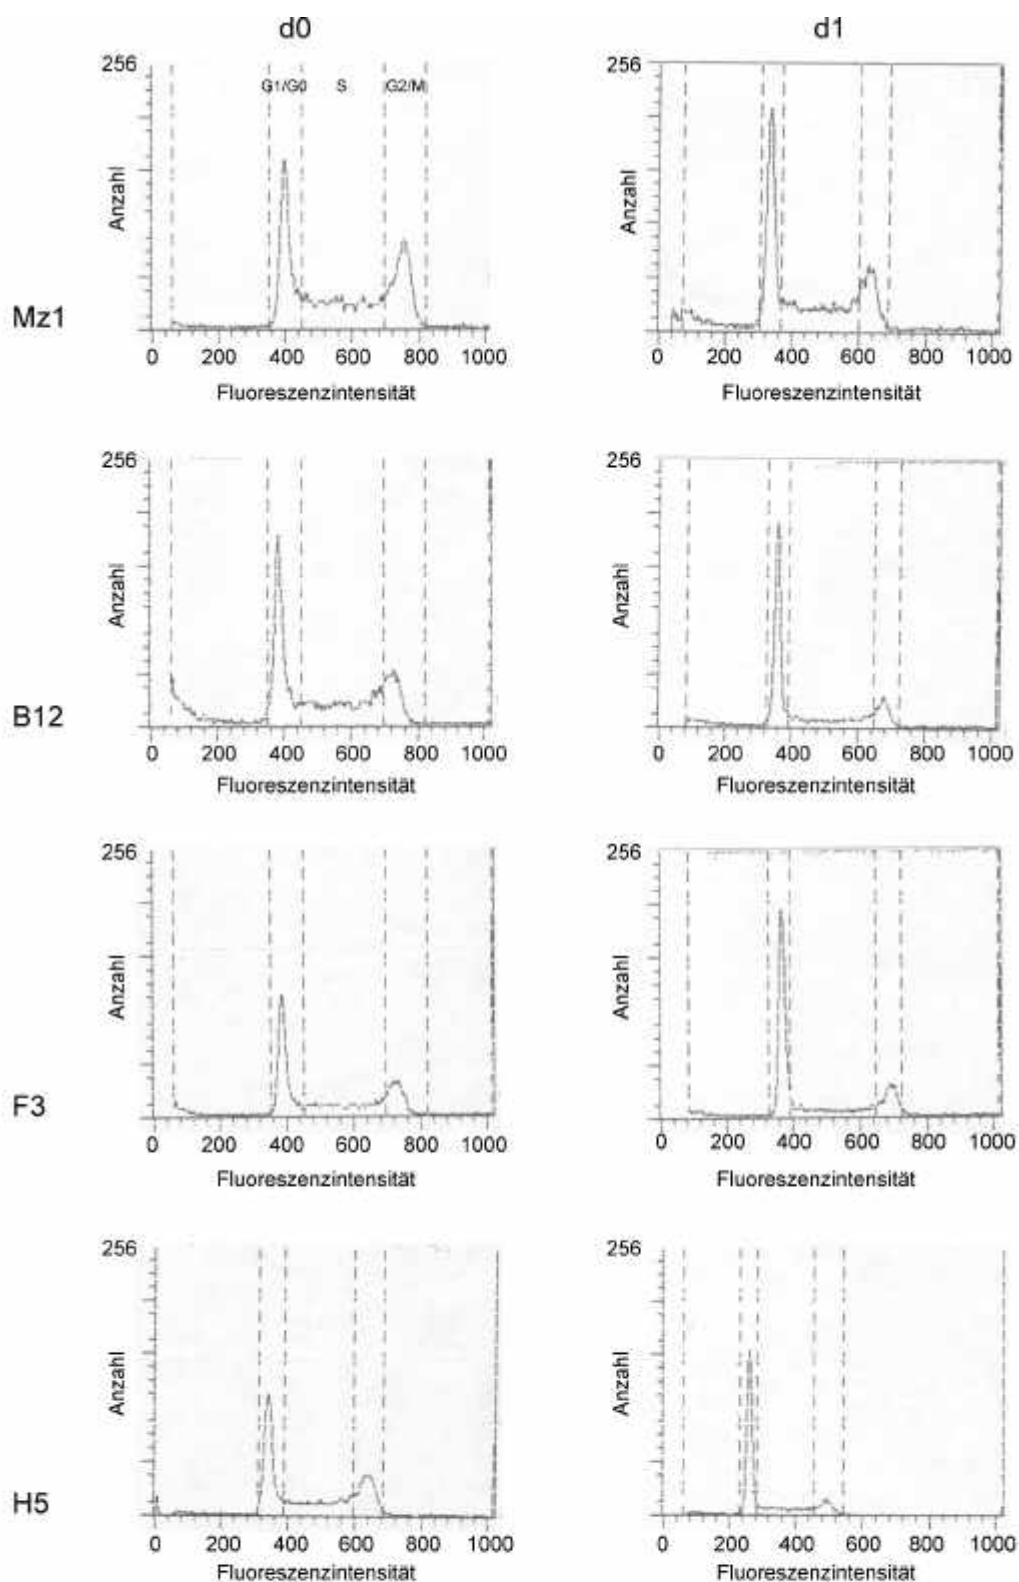 d0 d1
256 256
G1/G0 S G2/M
Anzahl Anzahl
Mz1
0 200 400 600 800 1000 0 200 400 600 800 1000
Fluoreszenzintensität Fluoreszenzintensität
256 256
Anzahl Anzahl
B12
0 200 400 600 800 1000 0 200 400 600 800 1000
Fluoreszenzintensität Fluoreszenzintensität
256 256
Anzahl Anzahl
F3
0 200 400 600 800 1000 0 200 400 600 800 1000
Fluoreszenzintensität Fluoreszenzintensität
256 256
Anzahl Anzahl
H5
0 200 400 600 800 1000 0 200 400 600 800 1000
Fluoreszenzintensität Fluoreszenzintensität